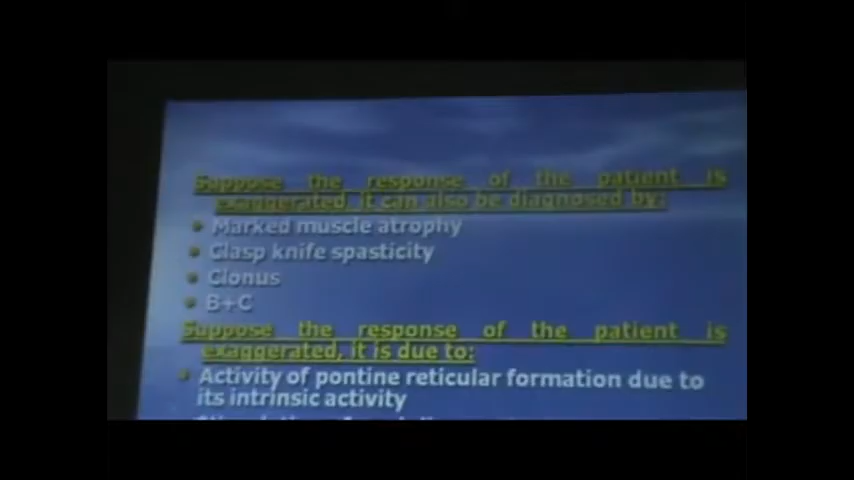 Suppose the response of the patient is
exaggerated, it can also be diagnosed by:
Marked muscle atrophy
Clasp knife spasticity
Clonus
B+C
Suppose the response of the patient is
exaggerated, it is due to:
Activity of pontine reticular formation due to
its intrinsic activity